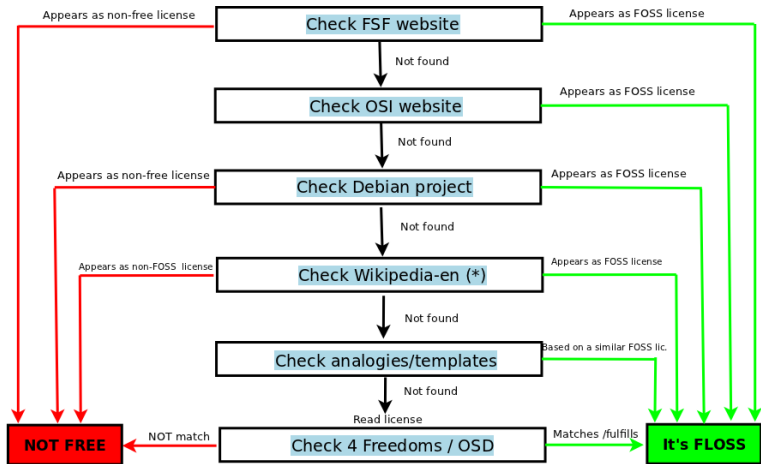 Appears as non-free license
Check FSF website
Appears as FOSS license
Not found
Check OSI website
Appears as FOSS license
Not found
Appears as non-free license
Check Debian project
Appears as FOSS license
Not found
Appears as non-FOSS license
Check Wikipedia-en (*)
Appears as FOSS license
Not found
Check analogies/templates
Based on a similar FOSS lic.
Not found
Read license
NOT FREE
NOT match
Check 4 Freedoms / OSD
Matches /fulfills
It's FLOSS